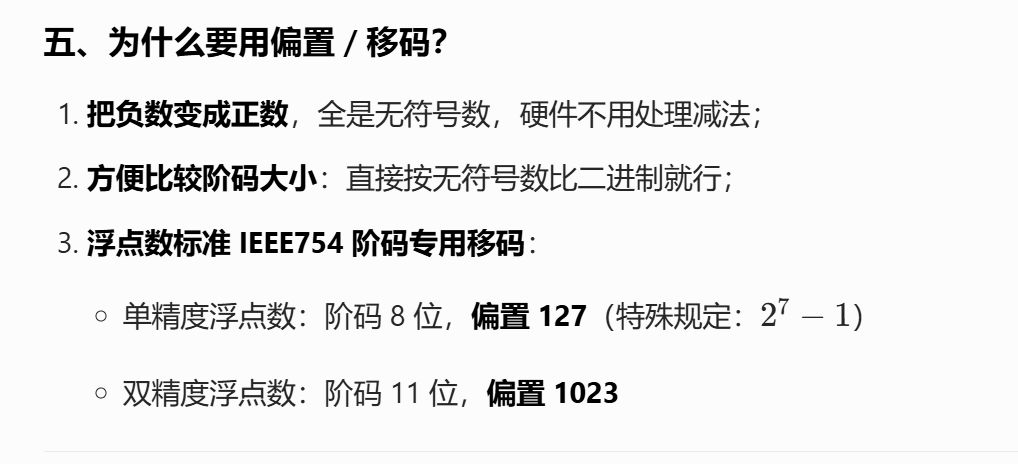 五、为什么要用偏置 / 移码？
1. 把负数变成正数，全是无符号数，硬件不用处理减法；
2. 方便比较阶码大小：直接按无符号数比二进制就行；
3. 浮点数标准 IEEE754 阶码专用移码：
○ 单精度浮点数：阶码 8 位，偏置 127（特殊规定：2⁷ − 1）
○ 双精度浮点数：阶码 11 位，偏置 1023